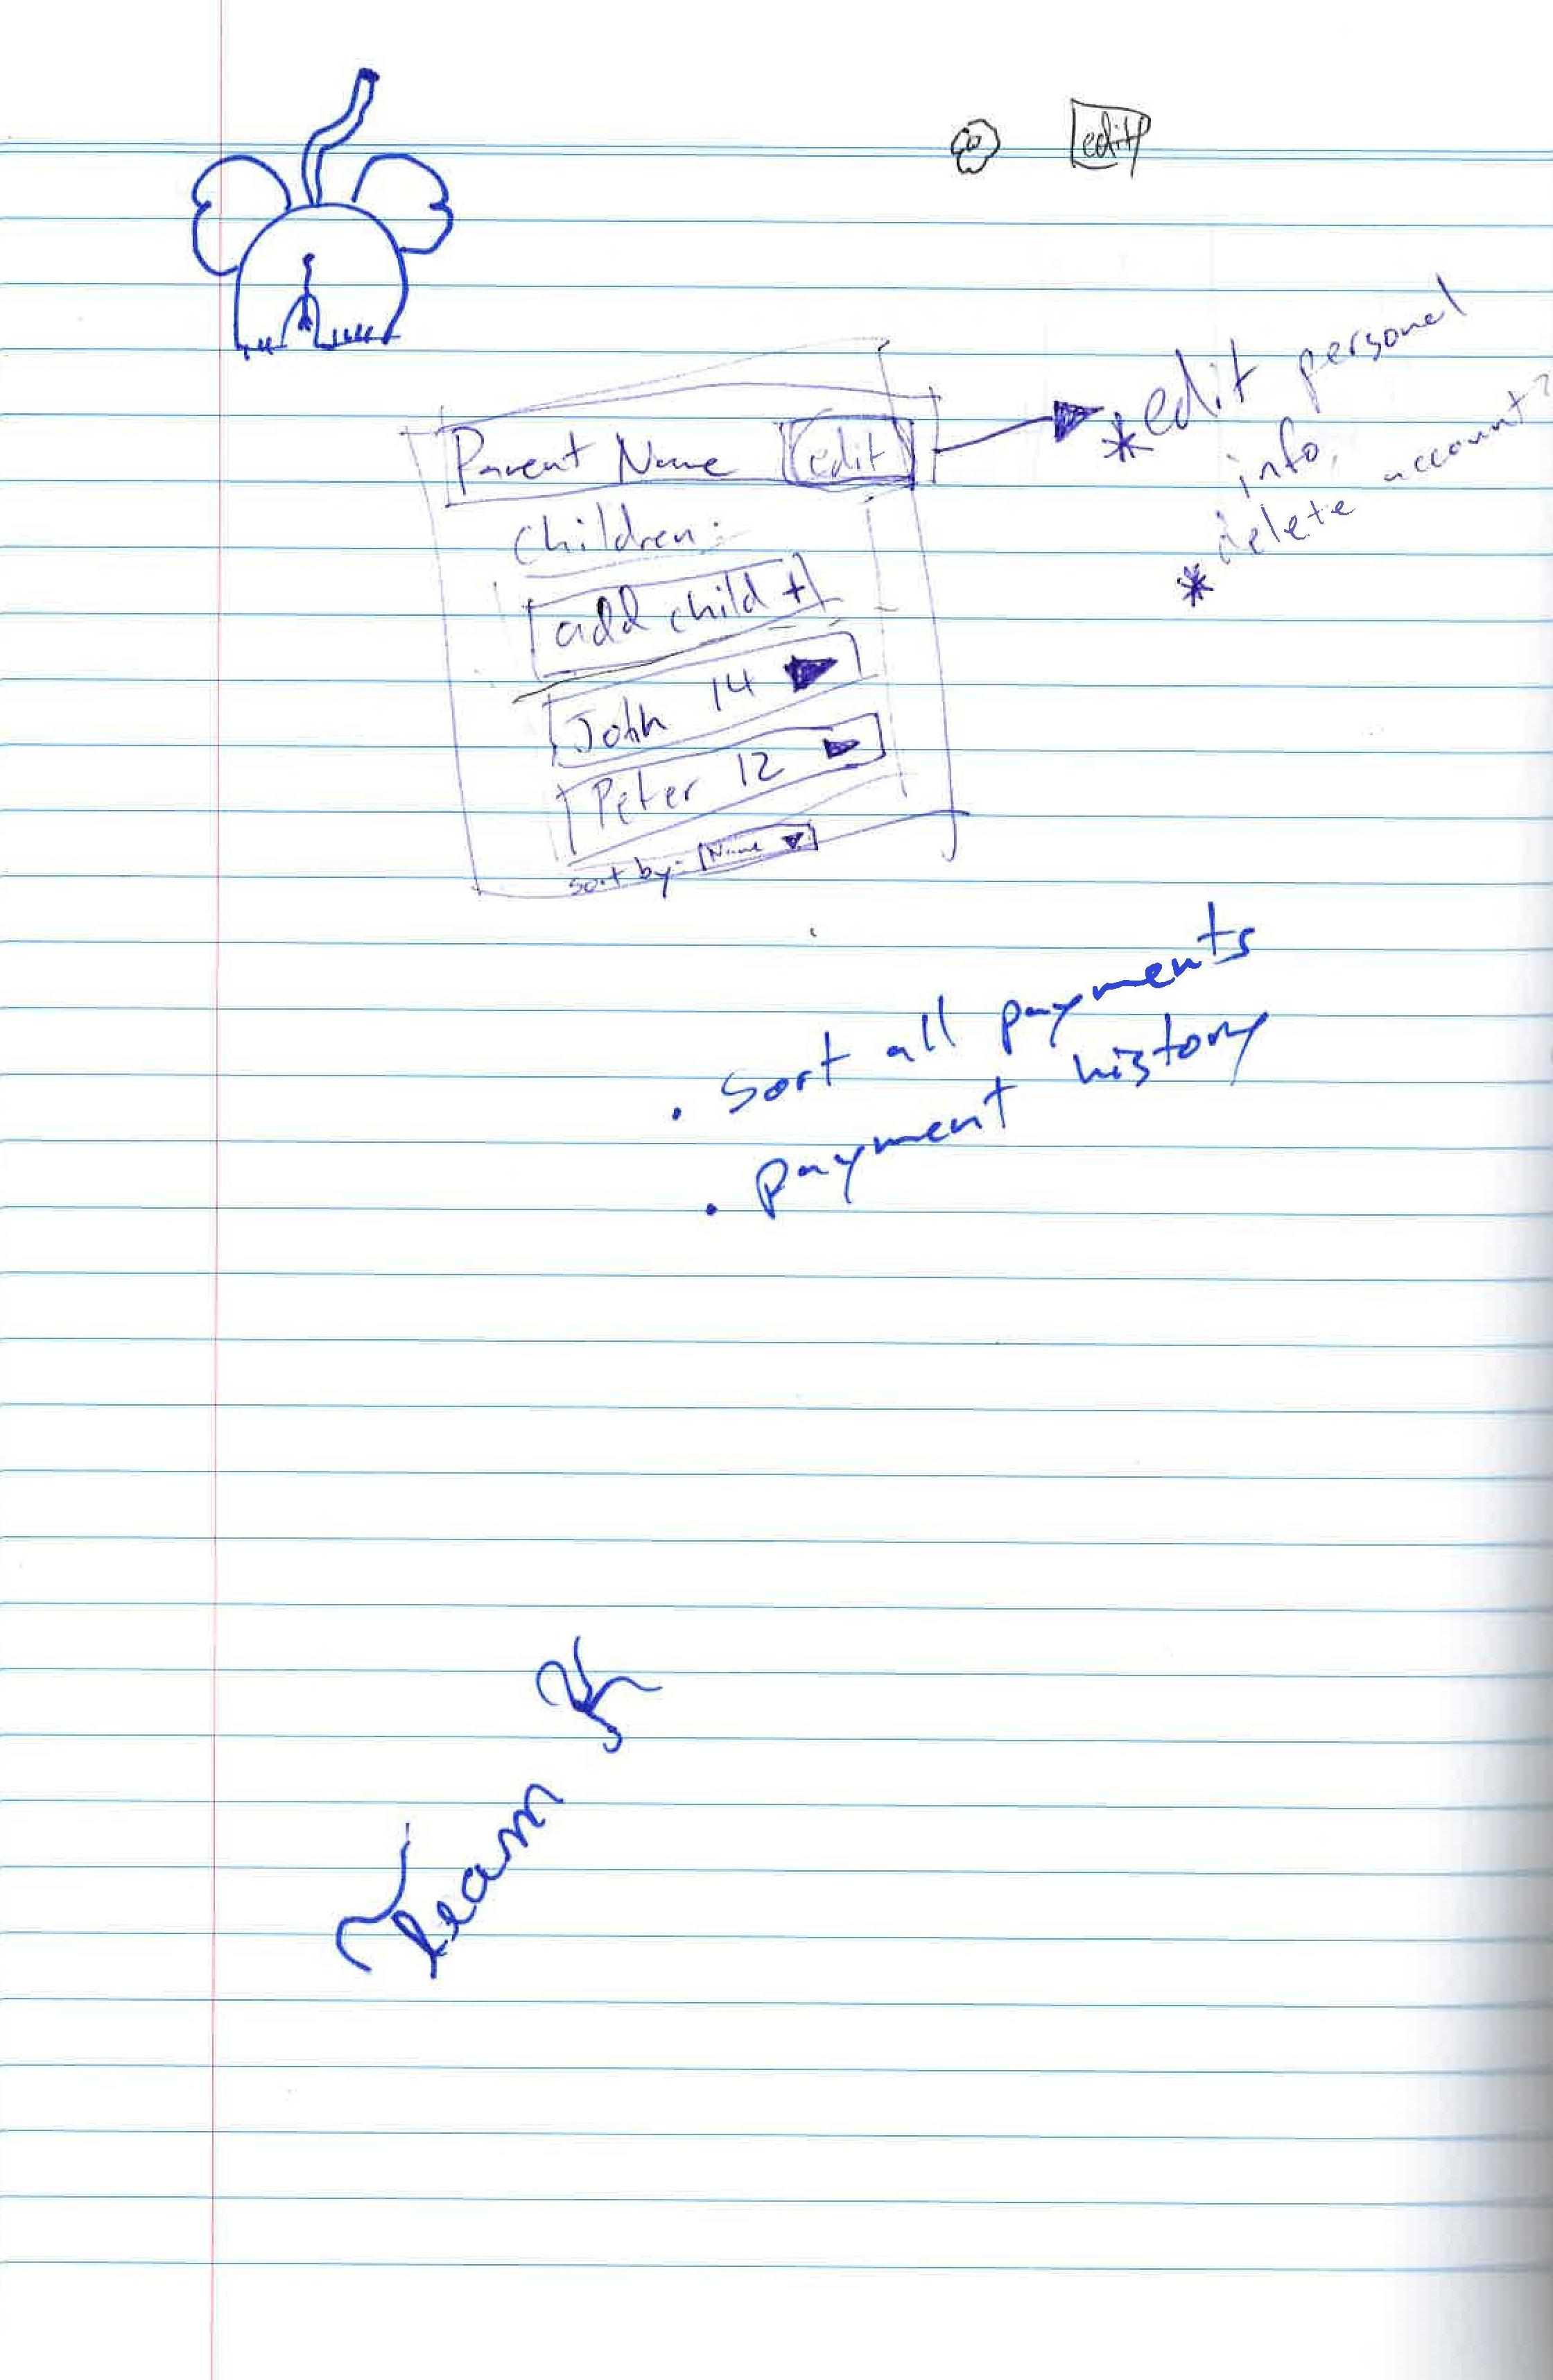 edit
Parent Name edit
* edit personal
info,
* delete account?
Children:
add child +
John 14
Peter 12
sort by: Name
. sort all payments
. payment history
Team